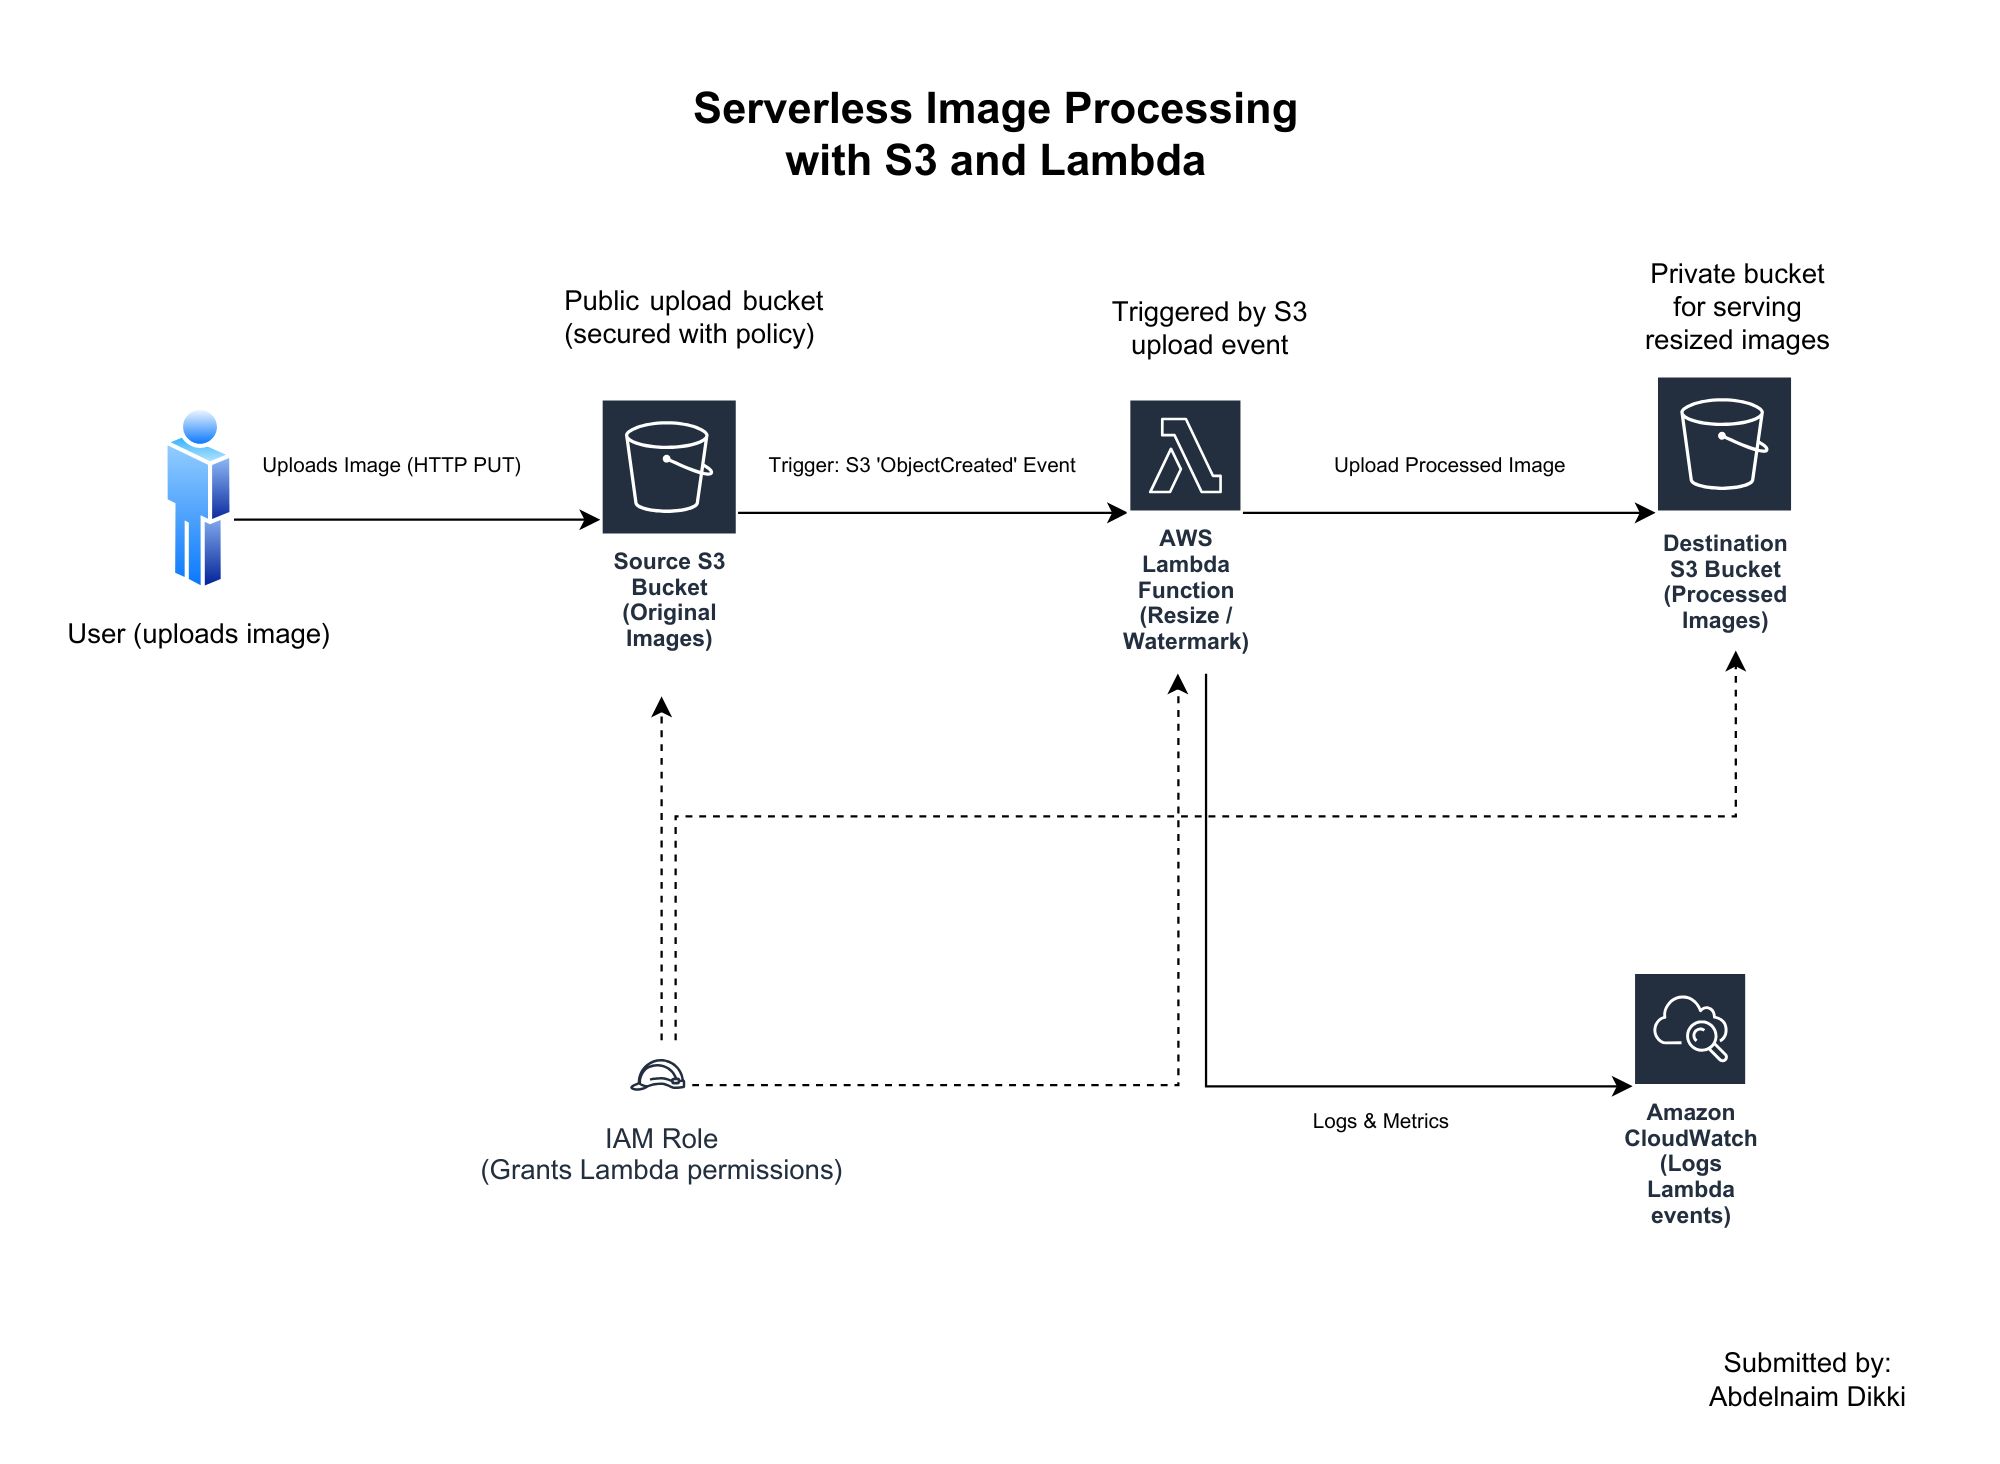 Serverless Image Processing
with S3 and Lambda
Public upload bucket
(secured with policy)
Triggered by S3
upload event
Private bucket
for serving
resized images
Uploads Image (HTTP PUT)
Trigger: S3 'ObjectCreated' Event
Upload Processed Image
User (uploads image)
Source S3
Bucket
(Original
Images)
AWS
Lambda
Function
(Resize /
Watermark)
Destination
S3 Bucket
(Processed
Images)
IAM Role
(Grants Lambda permissions)
Logs & Metrics
Amazon
CloudWatch
(Logs
Lambda
events)
Submitted by:
Abdelnaim Dikki